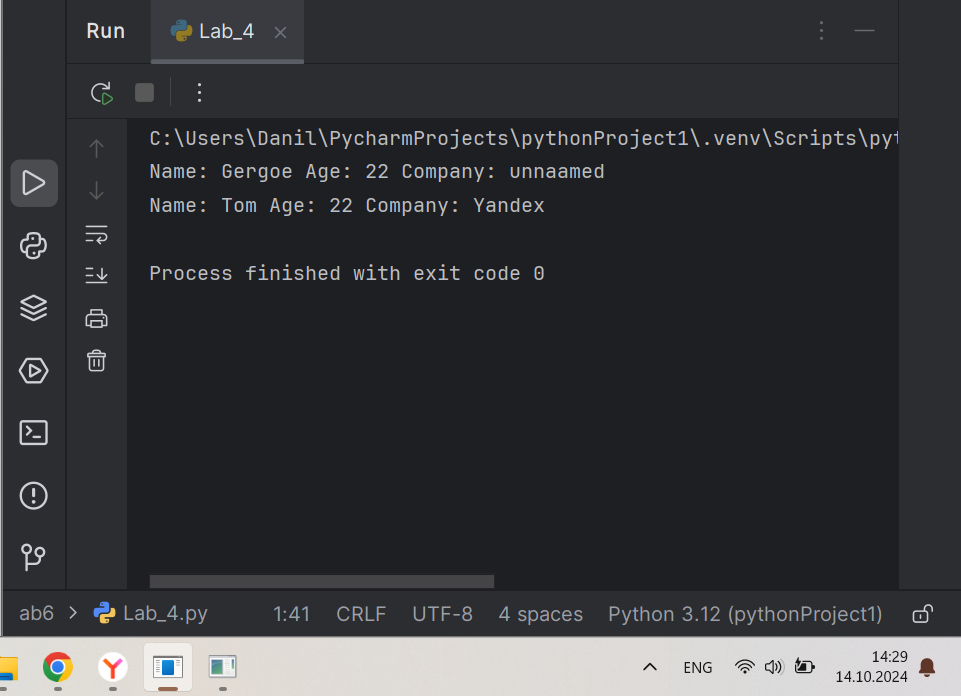 Run Lab_4
C:\Users\Danil\PycharmProjects\pythonProject1\.venv\Scripts\pyt
Name: Gergoe Age: 22 Company: unnaamed
Name: Tom Age: 22 Company: Yandex
Process finished with exit code 0
ab6 > Lab_4.py 1:41 CRLF UTF-8 4 spaces Python 3.12 (pythonProject1)
ENG
14:29
14.10.2024